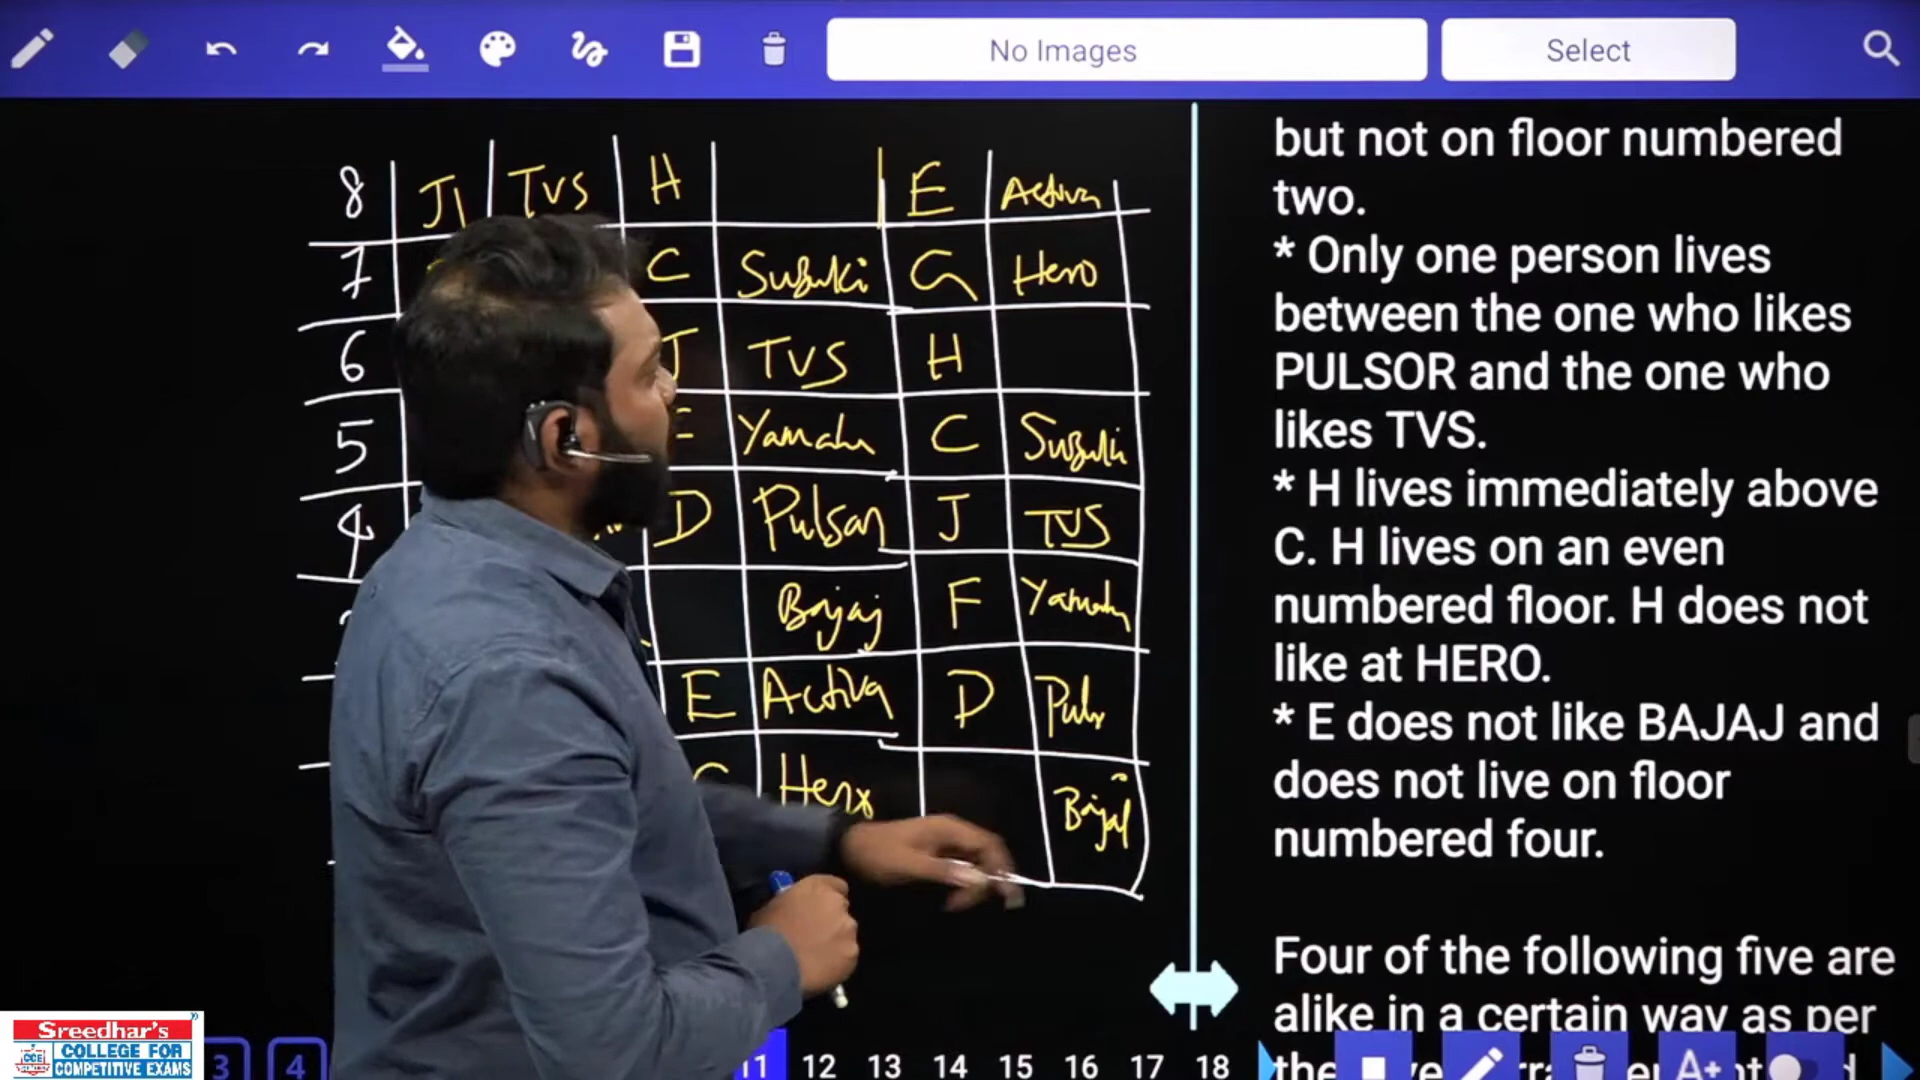 No Images
Select
8 J TVS H E Activa
7 C Suzuki G Hero
6 J TVS H
5 Yamaha C Suzuki
4 D Pulsar J TVS
Bajaj F Yamaha
E Activa D Pulsr
Hero Bajaj
but not on floor numbered
two.
* Only one person lives
between the one who likes
PULSOR and the one who
likes TVS.
* H lives immediately above
C. H lives on an even
numbered floor. H does not
like at HERO.
* E does not like BAJAJ and
does not live on floor
numbered four.
Four of the following five are
alike in a certain way as per
Sreedhar's
CCE
COLLEGE FOR
COMPETITIVE EXAMS
3 4 11 12 13 14 15 16 17 18
A+